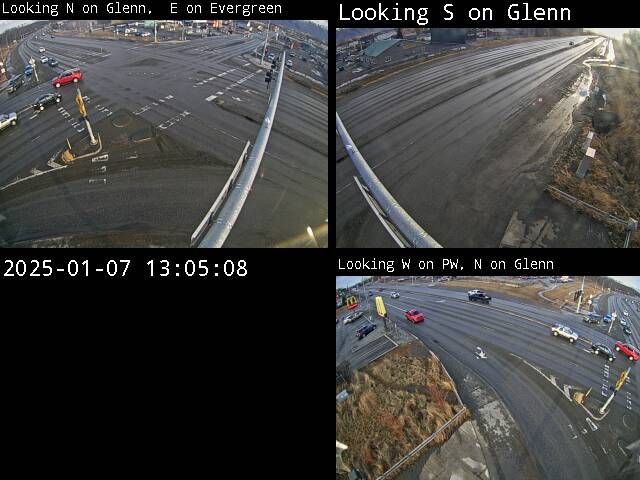 Looking N on Glenn,  E on Evergreen
Looking S on Glenn
2025-01-07 13:05:08
Looking W on PW, N on Glenn